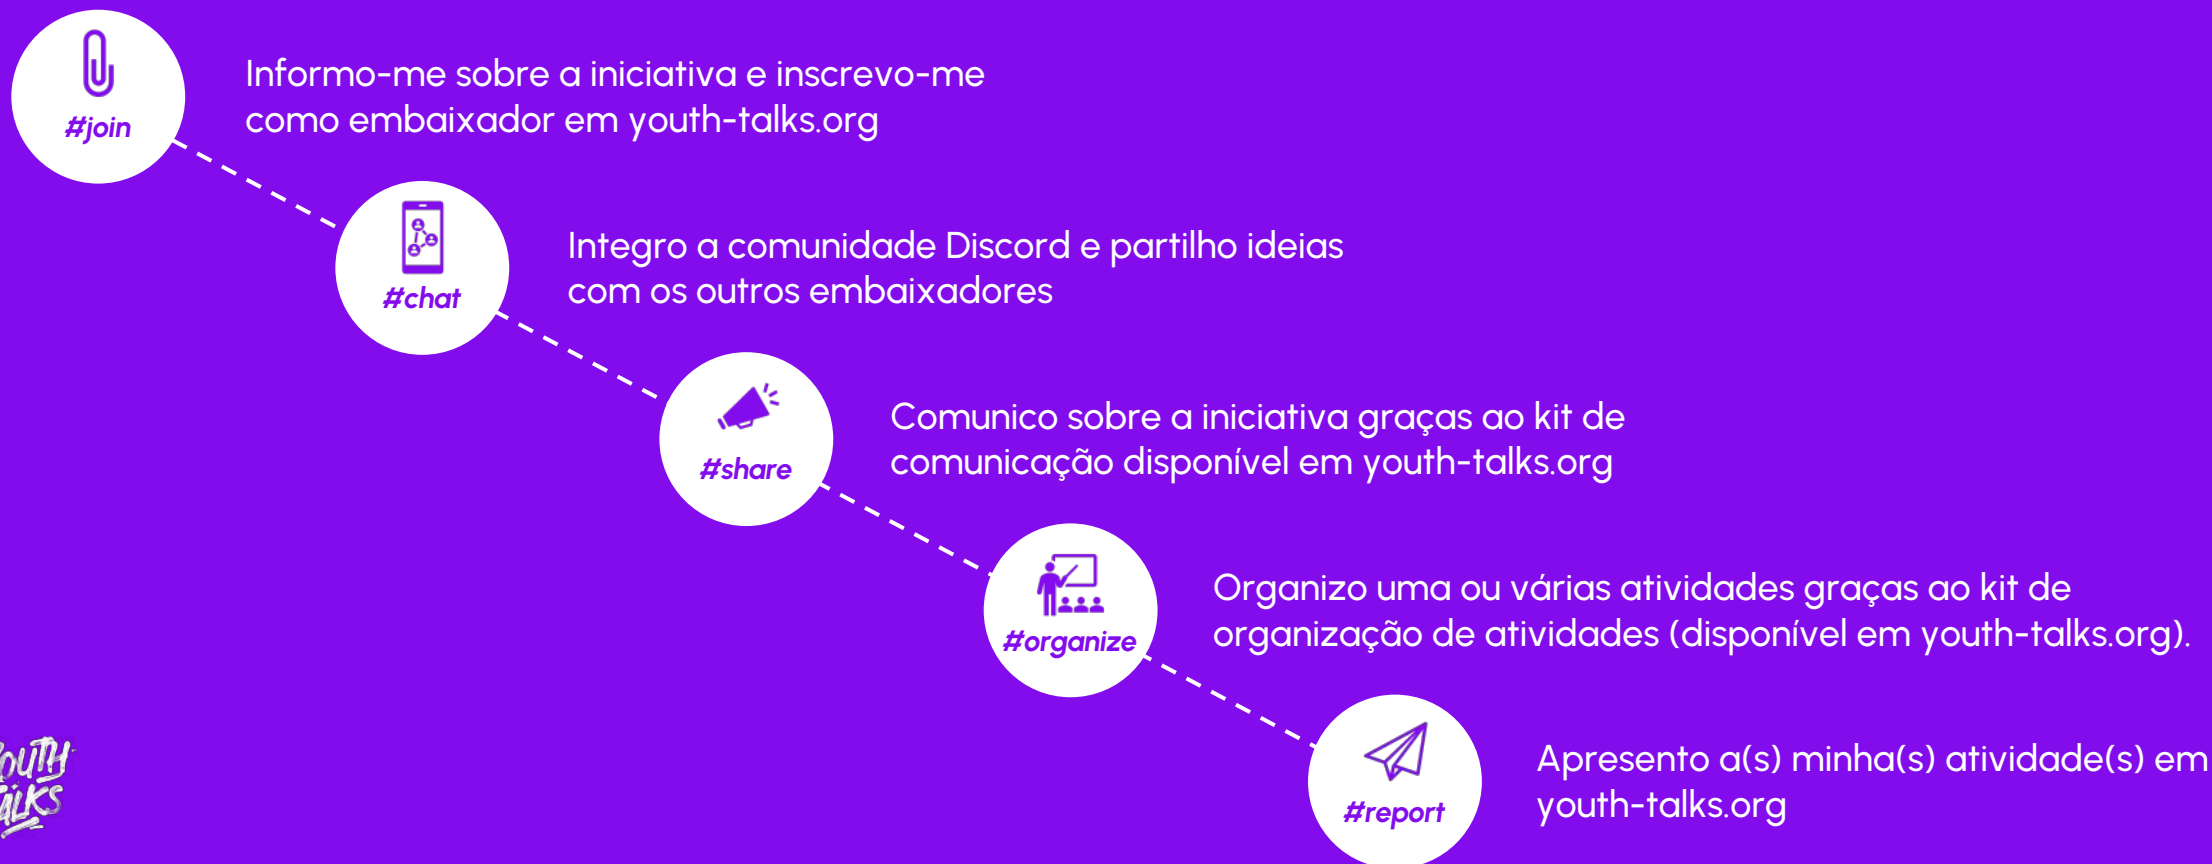 #join
Informo-me sobre a iniciativa e inscrevo-me
como embaixador em youth-talks.org
#chat
Integro a comunidade Discord e partilho ideias
com os outros embaixadores
#share
Comunico sobre a iniciativa graças ao kit de
comunicação disponível em youth-talks.org
#organize
Organizo uma ou várias atividades graças ao kit de
organização de atividades (disponível em youth-talks.org).
#report
Apresento a(s) minha(s) atividade(s) em
youth-talks.org
YOUTH
TALKS